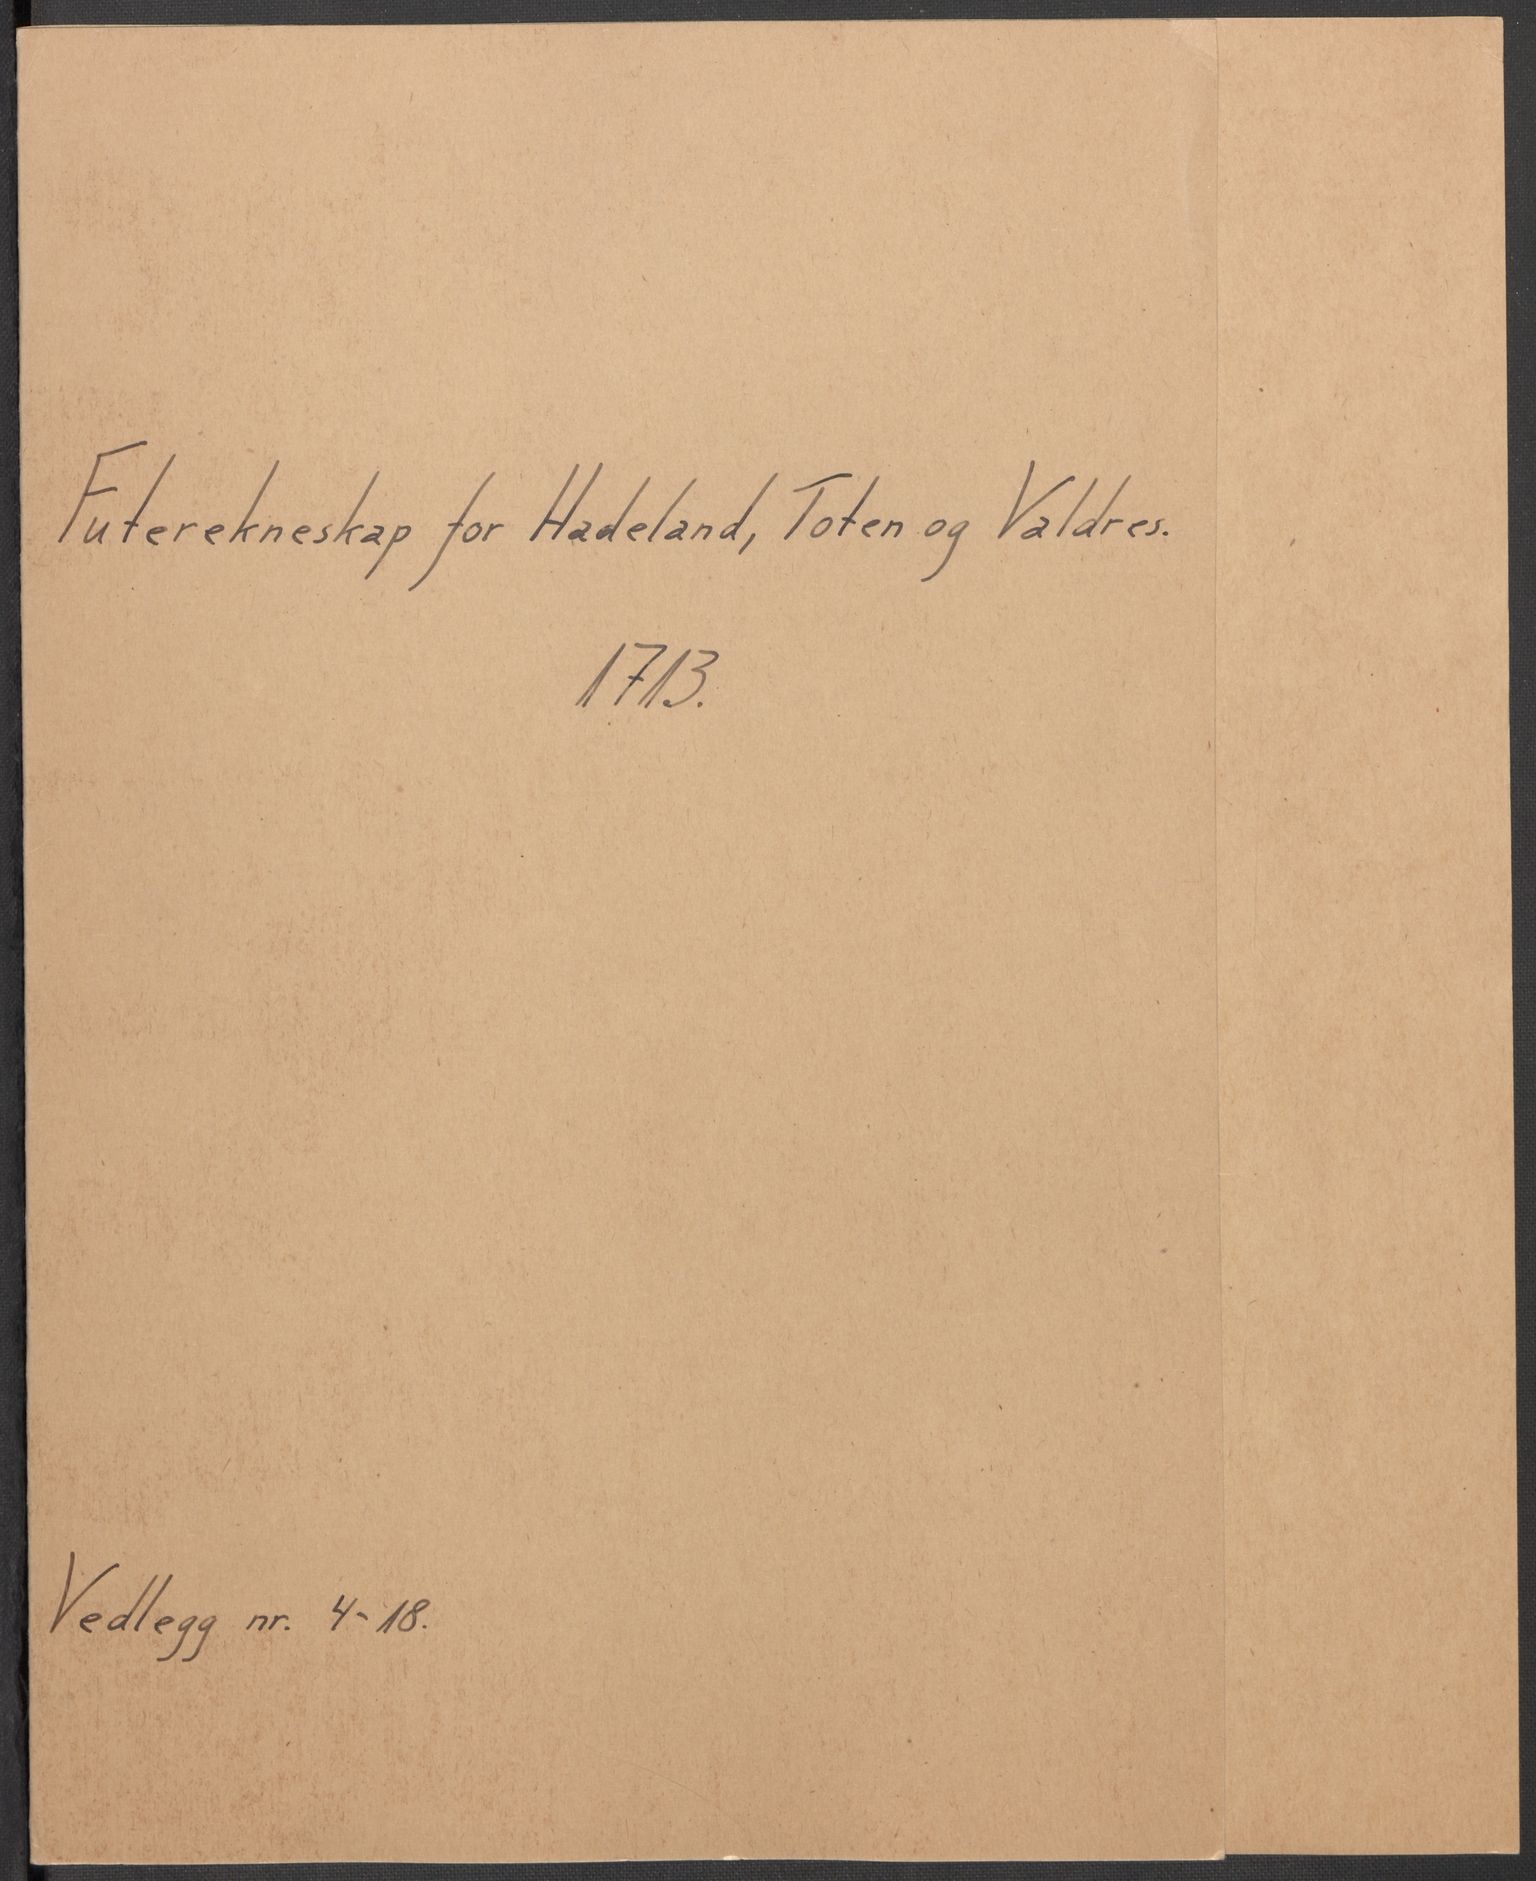 Futerekneskap for Hadeland, Toten og Valdres.
1713.
Vedlegg nr. 4-18.